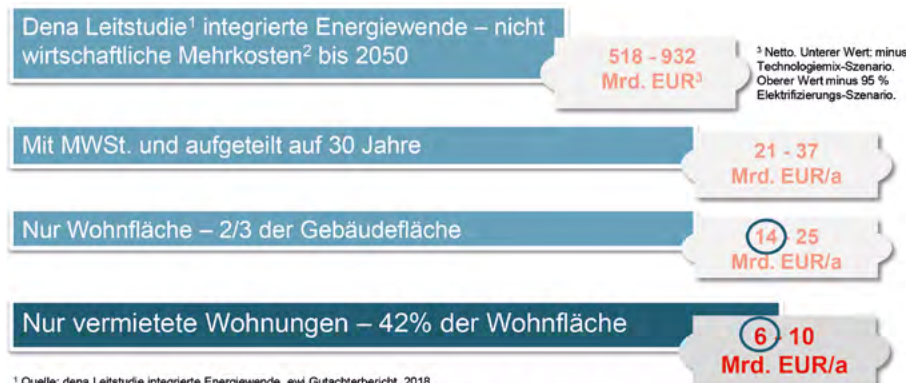 Dena Leitstudie¹ integrierte Energiewende – nicht
wirtschaftliche Mehrkosten² bis 2050
518 - 932
Mrd. EUR³
³ Netto. Unterer Wert: minus
Technologiemix-Szenario.
Oberer Wert minus 95 %
Elektrifizierungs-Szenario.
Mit MWSt. und aufgeteilt auf 30 Jahre
21 - 37
Mrd. EUR/a
Nur Wohnfläche – 2/3 der Gebäudefläche
14 - 25
Mrd. EUR/a
Nur vermietete Wohnungen – 42% der Wohnfläche
6 - 10
Mrd. EUR/a
¹ Quelle: dena Leitstudie integrierte Energiewende, ewi Gutachterbericht, 2018